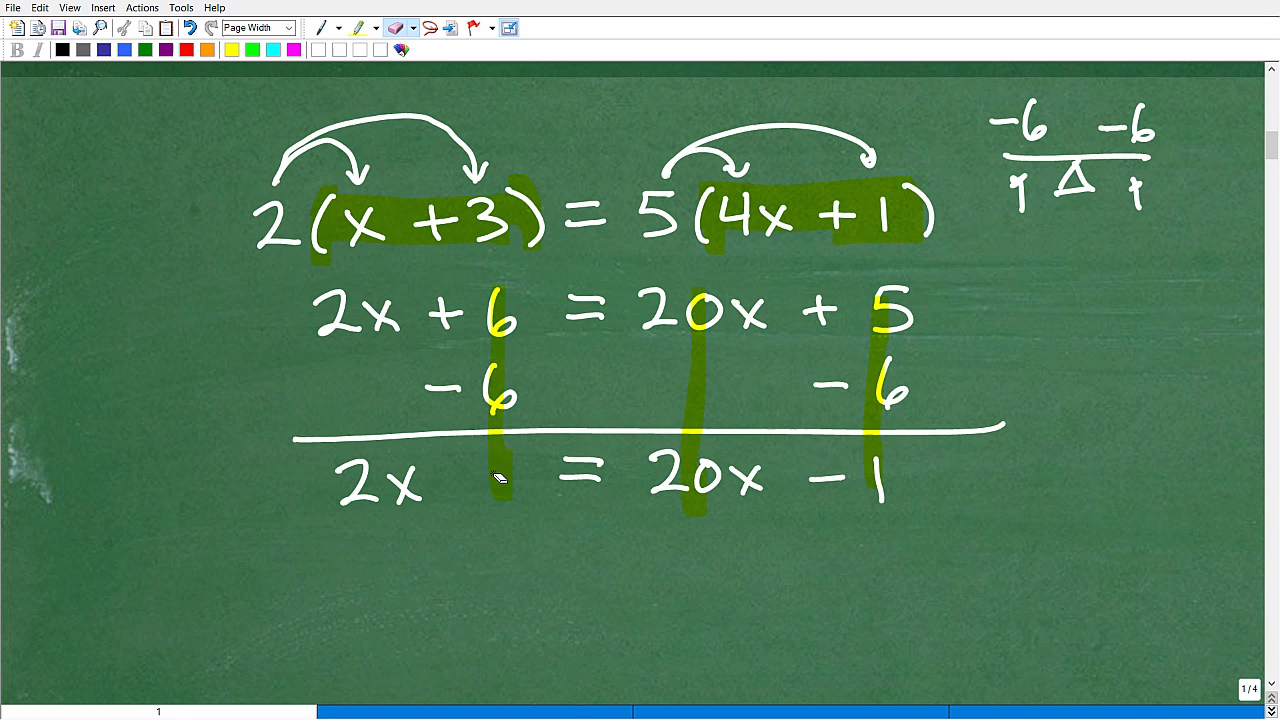 File Edit View Insert Actions Tools Help
Page Width
B I
-6 -6
2(x + 3) = 5(4x + 1)
2x + 6 = 20x + 5
- 6 - 6
2x = 20x - 1
1/4
1